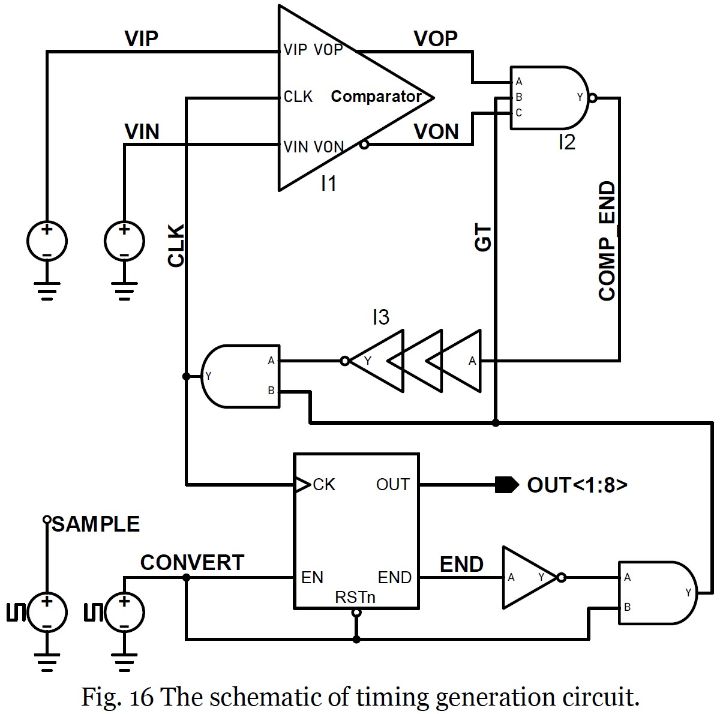 VIP
VOP
VIP VOP
A
CLK
Comparator
B
Y
C
VIN
VIN VON
VON
I2
I1
CLK
GT
COMP_END
I3
A
Y
A
Y
B
CK
OUT
OUT<1:8>
SAMPLE
CONVERT
EN
END
END
A
Y
A
Y
B
RSTn
Fig. 16 The schematic of timing generation circuit.